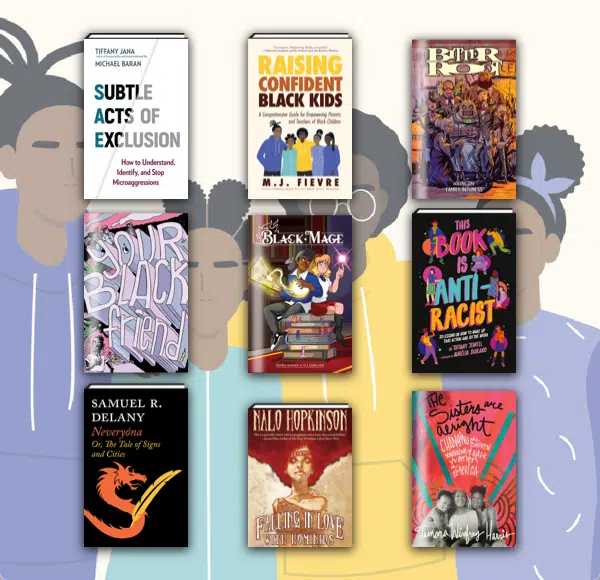 TIFFANY JANA
MICHAEL BARAN
SUBTLE
ACTS OF
EXCLUSION
How to Understand,
Identify, and Stop
Microaggressions
RAISING
CONFIDENT
BLACK KIDS
A Comprehensive Guide for Empowering Parents
and Teachers of Black Children
M.J. FIEVRE
BITTER
ROOT
FAMILY BUSINESS
YOUR
BLACK
friend
BLACK MAGE
THIS
BOOK
IS
ANTI-
RACIST
20 LESSONS ON HOW TO WAKE UP,
TAKE ACTION, AND DO THE WORK
BY TIFFANY JEWELL
AURÉLIA DURAND
SAMUEL R.
DELANY
Neveryóna
Or, The Tale of Signs
and Cities
NALO HOPKINSON
FALLING IN LOVE
WITH HOMINIDS
The
Sisters are
alright
CHANGING the BROKEN
NARRATIVE OF BLACK
WOMEN
in
AMERICA
Tamara Winfrey Harris